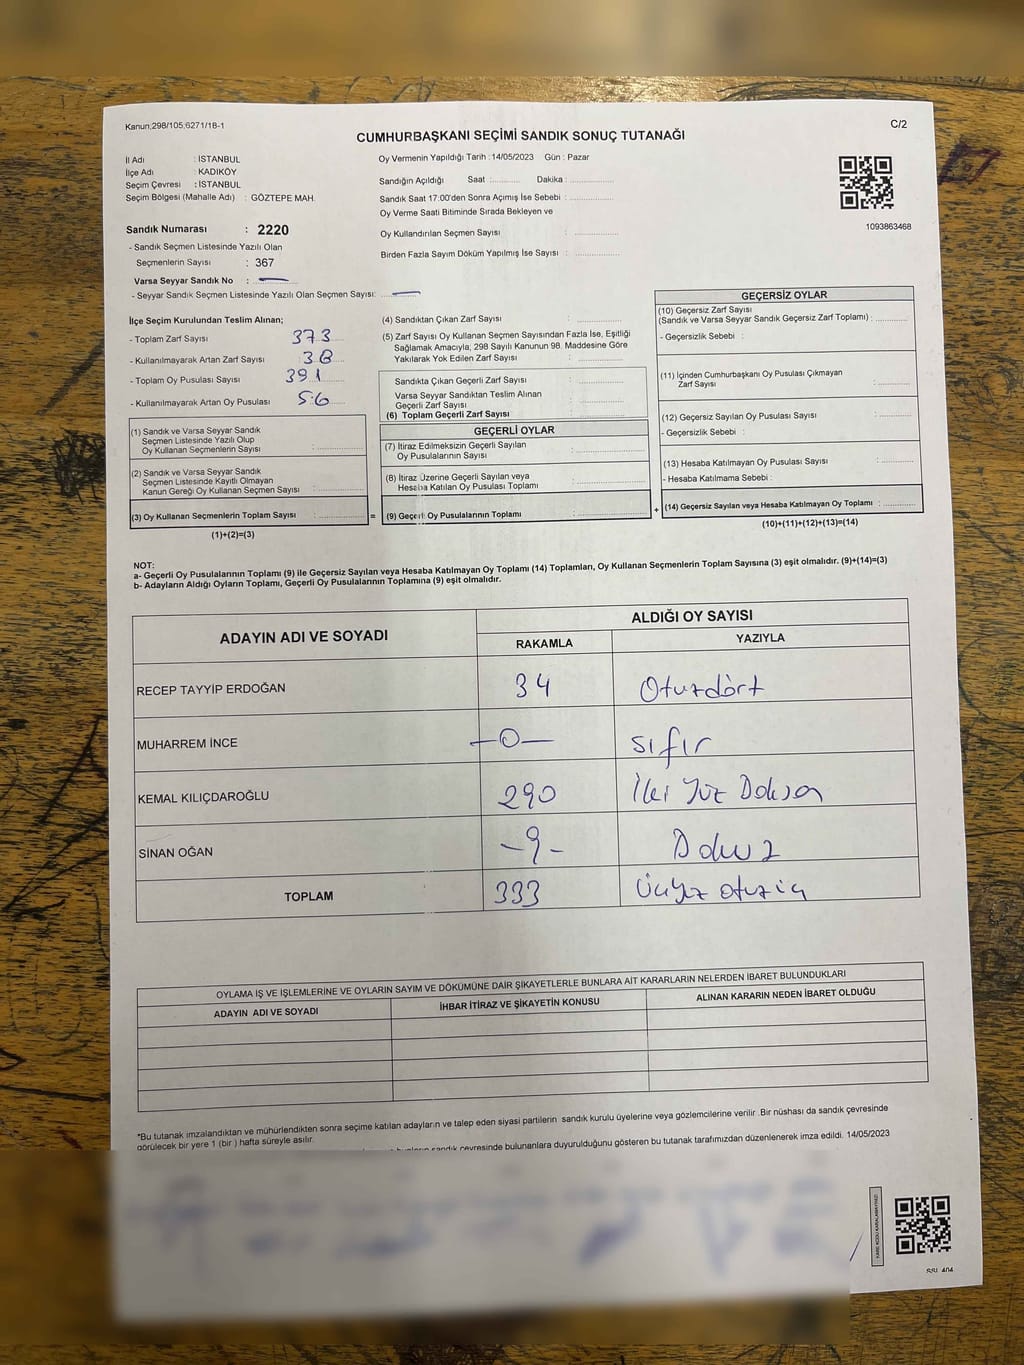 Kanun:298/105;6271/18-1
C/2
CUMHURBAŞKANI SEÇİMİ SANDIK SONUÇ TUTANAĞI
İl Adı : İSTANBUL
İlçe Adı : KADIKÖY
Seçim Çevresi : İSTANBUL
Seçim Bölgesi (Mahalle Adı) : GÖZTEPE MAH.
Oy Vermenin Yapıldığı Tarih : 14/05/2023 Gün : Pazar
Sandığın Açıldığı Saat :............ Dakika : ..................
Sandık Saat 17:00'den Sonra Açımış İse Sebebi : ..................
Oy Verme Saati Bitiminde Sırada Bekleyen ve
Oy Kullandırılan Seçmen Sayısı : ..................
Birden Fazla Sayım Döküm Yapılmış İse Sayısı : ..................
1093863468
Sandık Numarası : 2220
- Sandık Seçmen Listesinde Yazılı Olan
Seçmenlerin Sayısı : 367
Varsa Seyyar Sandık No : —
- Seyyar Sandık Seçmen Listesinde Yazılı Olan Seçmen Sayısı: —
İlçe Seçim Kurulundan Teslim Alınan;
- Toplam Zarf Sayısı 373
- Kullanılmayarak Artan Zarf Sayısı : 38
- Toplam Oy Pusulası Sayısı 391
- Kullanılmayarak Artan Oy Pusulası 56
(1) Sandık ve Varsa Seyyar Sandık
Seçmen Listesinde Yazılı Olup
Oy Kullanan Seçmenlerin Sayısı : ..................
(2) Sandık ve Varsa Seyyar Sandık
Seçmen Listesinde Kayıtlı Olmayan
Kanun Gereği Oy Kullanan Seçmen Sayısı : ..................
(3) Oy Kullanan Seçmenlerin Toplam Sayısı : ..................
(1)+(2)=(3)
=
(4) Sandıktan Çıkan Zarf Sayısı : ..................
(5) Zarf Sayısı Oy Kullanan Seçmen Sayısından Fazla İse, Eşitliği
Sağlamak Amacıyla; 298 Sayılı Kanunun 98. Maddesine Göre
Yakılarak Yok Edilen Zarf Sayısı : ..................
Sandıkta Çıkan Geçerli Zarf Sayısı : ..................
Varsa Seyyar Sandıktan Teslim Alınan
Geçerli Zarf Sayısı : ..................
(6) Toplam Geçerli Zarf Sayısı : ..................
GEÇERLİ OYLAR
(7) İtiraz Edilmeksizin Geçerli Sayılan
Oy Pusulalarının Sayısı : ..................
(8) İtiraz Üzerine Geçerli Sayılan veya
Hesaba Katılan Oy Pusulası Toplamı : ..................
(9) Geçerli Oy Pusulalarının Toplamı : ..................
+
GEÇERSİZ OYLAR
(10) Geçersiz Zarf Sayısı
(Sandık ve Varsa Seyyar Sandık Geçersiz Zarf Toplamı) : ............
- Geçersizlik Sebebi :
(11) İçinden Cumhurbaşkanı Oy Pusulası Çıkmayan
Zarf Sayısı : ............
(12) Geçersiz Sayılan Oy Pusulası Sayısı : ............
- Geçersizlik Sebebi :
(13) Hesaba Katılmayan Oy Pusulası Sayısı : ............
- Hesaba Katılmama Sebebi :
(14) Geçersiz Sayılan veya Hesaba Katılmayan Oy Toplamı : ............
(10)+(11)+(12)+(13)=(14)
NOT:
a- Geçerli Oy Pusulalarının Toplamı (9) ile Geçersiz Sayılan veya Hesaba Katılmayan Oy Toplamı (14) Toplamları, Oy Kullanan Seçmenlerin Toplam Sayısına (3) eşit olmalıdır. (9)+(14)=(3)
b- Adayların Aldığı Oyların Toplamı, Geçerli Oy Pusulalarının Toplamına (9) eşit olmalıdır.
ADAYIN ADI VE SOYADI
ALDIĞI OY SAYISI
RAKAMLA YAZIYLA
RECEP TAYYİP ERDOĞAN 34 Otuzdört
MUHARREM İNCE —0— sıfır
KEMAL KILIÇDAROĞLU 290 İki Yüz Doksan
SİNAN OĞAN —9— Dokuz
TOPLAM 333 Üçyüz otuz üç
OYLAMA İŞ VE İŞLEMLERİNE VE OYLARIN SAYIM VE DÖKÜMÜNE DAİR ŞİKAYETLERLE BUNLARA AİT KARARLARIN NELERDEN İBARET BULUNDUKLARI
ADAYIN ADI VE SOYADI İHBAR İTİRAZ VE ŞİKAYETİN KONUSU ALINAN KARARIN NEDEN İBARET OLDUĞU
*Bu tutanak imzalandıktan ve mühürlendikten sonra seçime katılan adayların ve talep eden siyasi partilerin sandık kurulu üyelerine veya gözlemcilerine verilir .Bir nüshası da sandık çevresinde
görülecek bir yere 1 (bir ) hafta süreyle asılır.
sandık çevresinde bulunanlara duyurulduğunu gösteren bu tutanak tarafımızdan düzenlenerek imza edildi. 14/05/2023